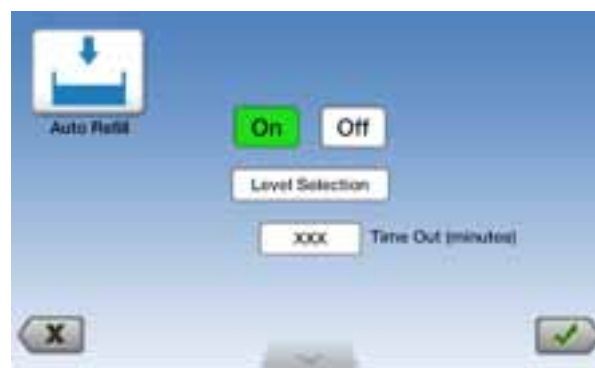 Auto Refill
On
Off
Level Selection
xxx
Time Out (minutes)